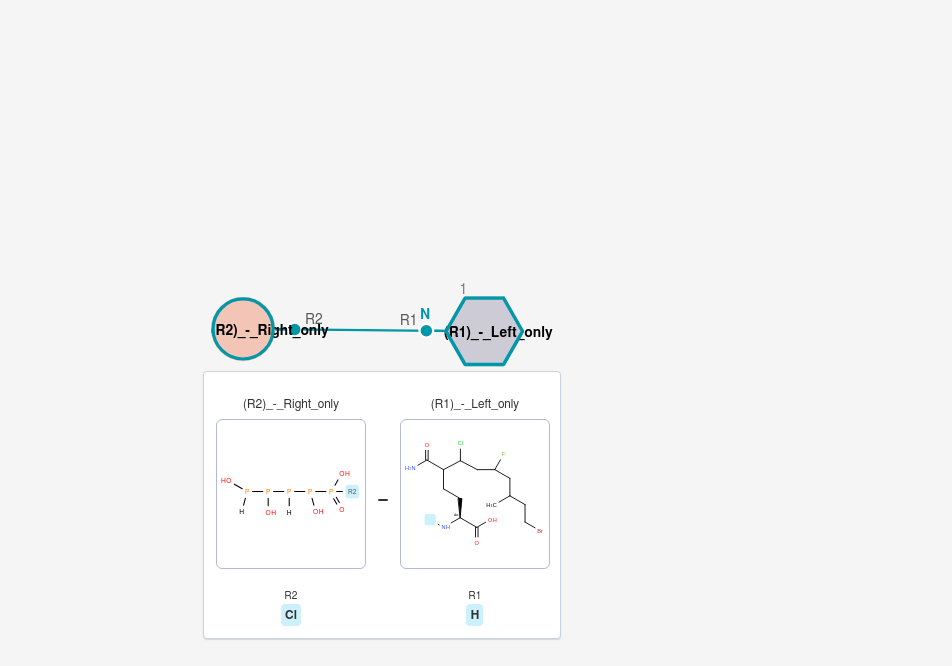 1
N
R2
R1
R2)_-_Right_only
(R1)_-_Left_only
(R2)_-_Right_only
(R1)_-_Left_only
HO
P
P
P
P
P
OH
R2
H
OH
H
OH
O
O
H₂N
Cl
F
H₃C
Br
NH
OH
O
R2
R1
Cl
H